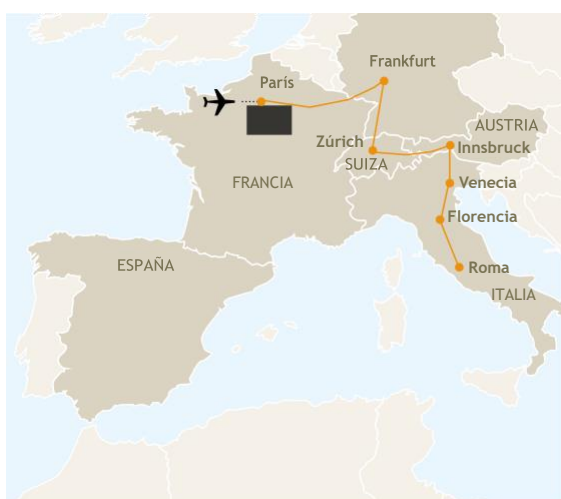 Frankfurt
París
AUSTRIA
Zúrich
Innsbruck
SUIZA
FRANCIA
Venecia
Florencia
ESPAÑA
Roma
ITALIA